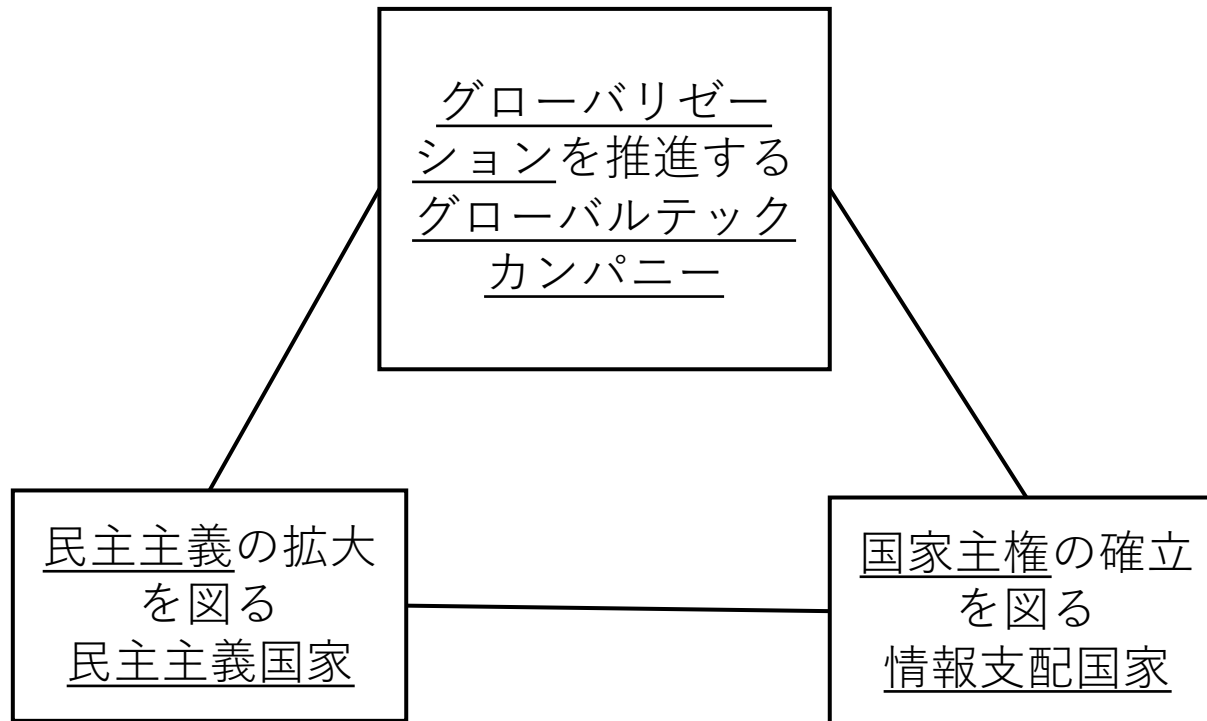 グローバリゼー
ションを推進する
グローバルテック
カンパニー
民主主義の拡大
を図る
民主主義国家
国家主権の確立
を図る
情報支配国家